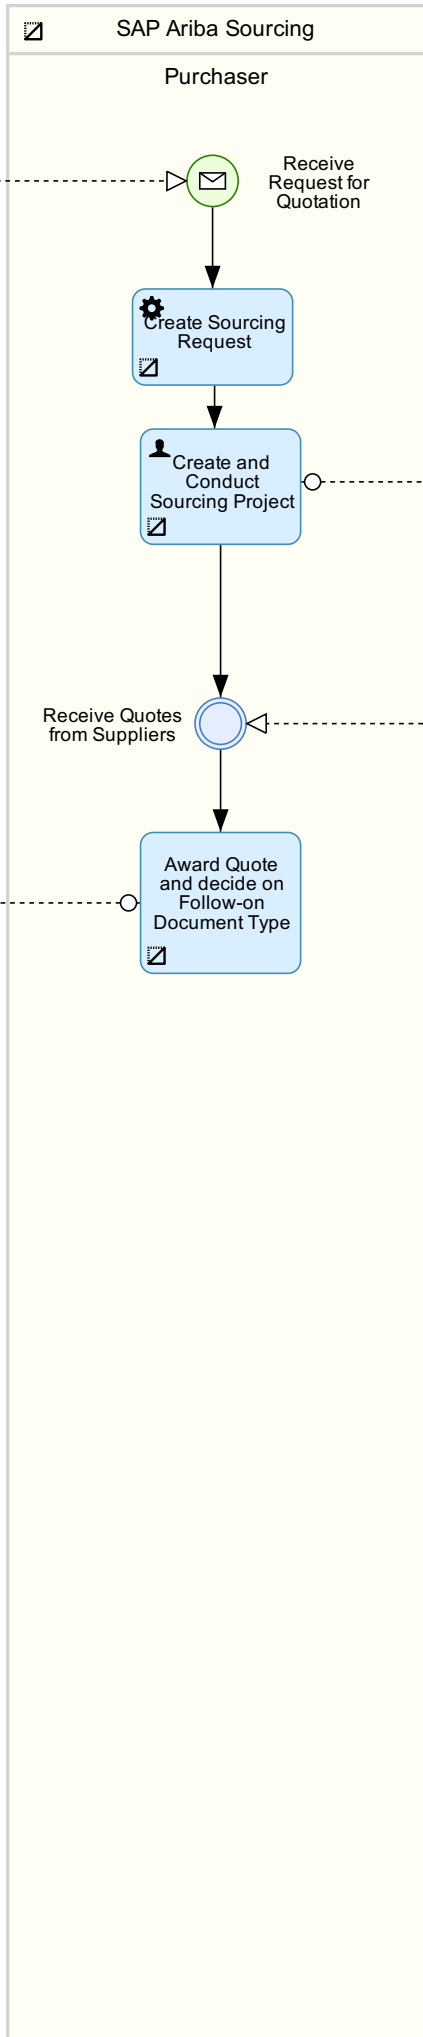 SAP Ariba Sourcing
Purchaser
Receive
Request for
Quotation
Create Sourcing
Request
Create and
Conduct
Sourcing Project
Receive Quotes
from Suppliers
Award Quote
and decide on
Follow-on
Document Type